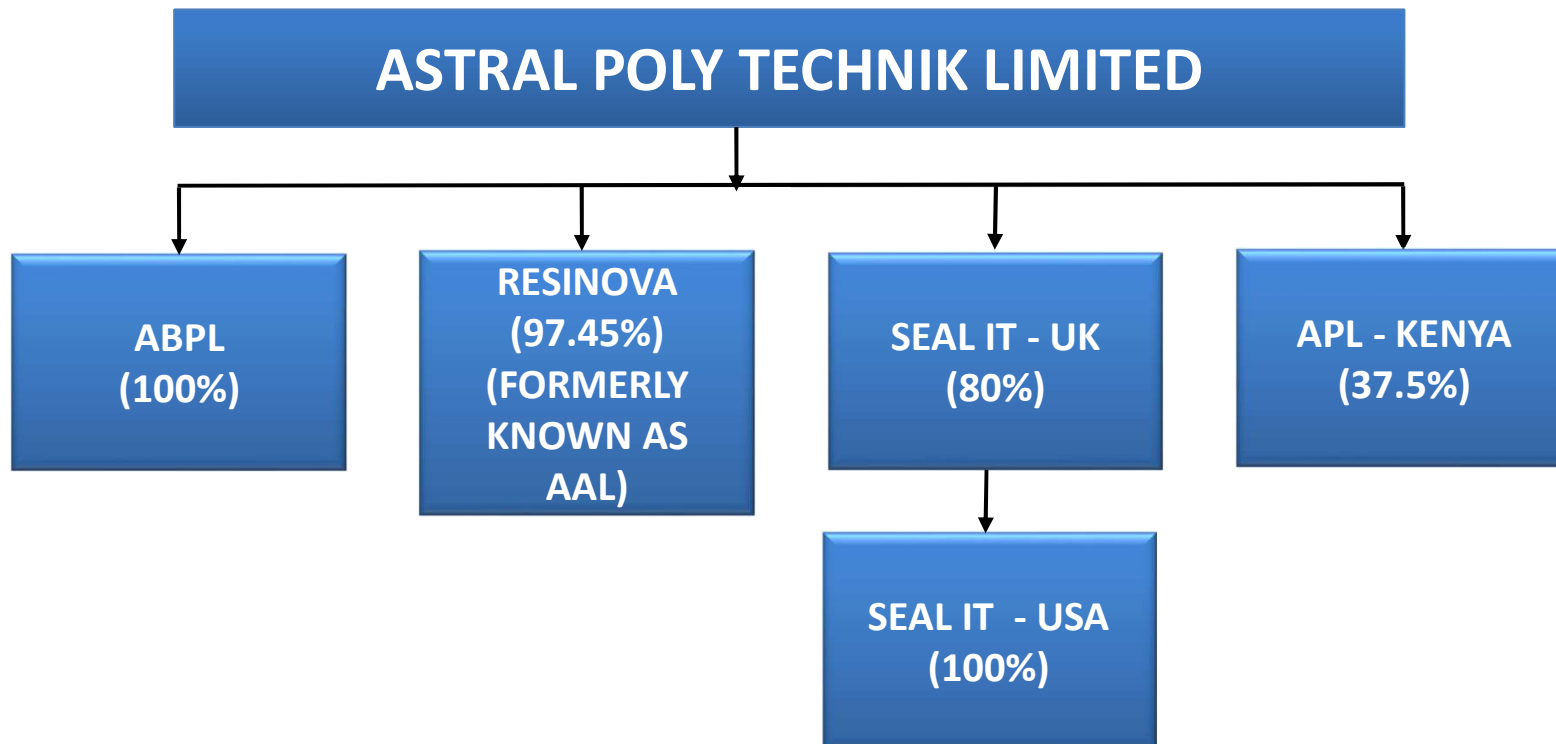 ASTRAL POLY TECHNIK LIMITED
ABPL
(100%)
RESINOVA
(97.45%)
(FORMERLY
KNOWN AS
AAL)
SEAL IT - UK
(80%)
APL - KENYA
(37.5%)
SEAL IT - USA
(100%)